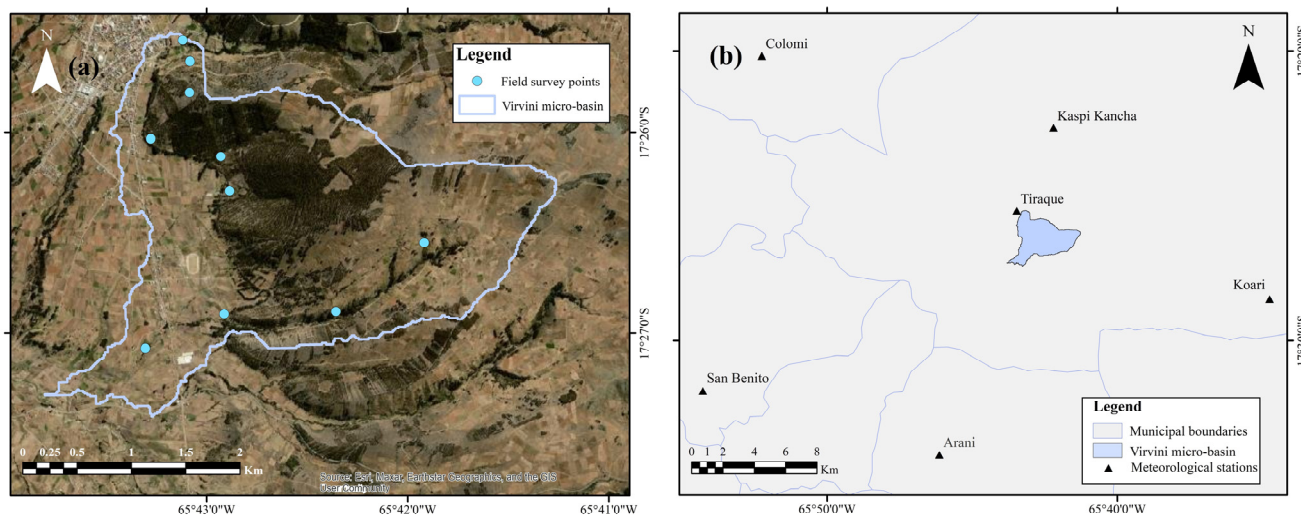 N
(a)
Legend
Field survey points
Virvini micro-basin
17°26'0"S
17°27'0"S
0 0.25 0.5 1 1.5 2
Km
Source: Esri, Maxar, Earthstar Geographics, and the GIS
User Community
65°43'0"W 65°42'0"W 65°41'0"W
(b)
N
Colomi
Kaspi Kancha
Tiraque
Koari
San Benito
Arani
Legend
Municipal boundaries
Virvini micro-basin
Meteorological stations
0 1 2 4 6 8
Km
65°50'0"W 65°40'0"W